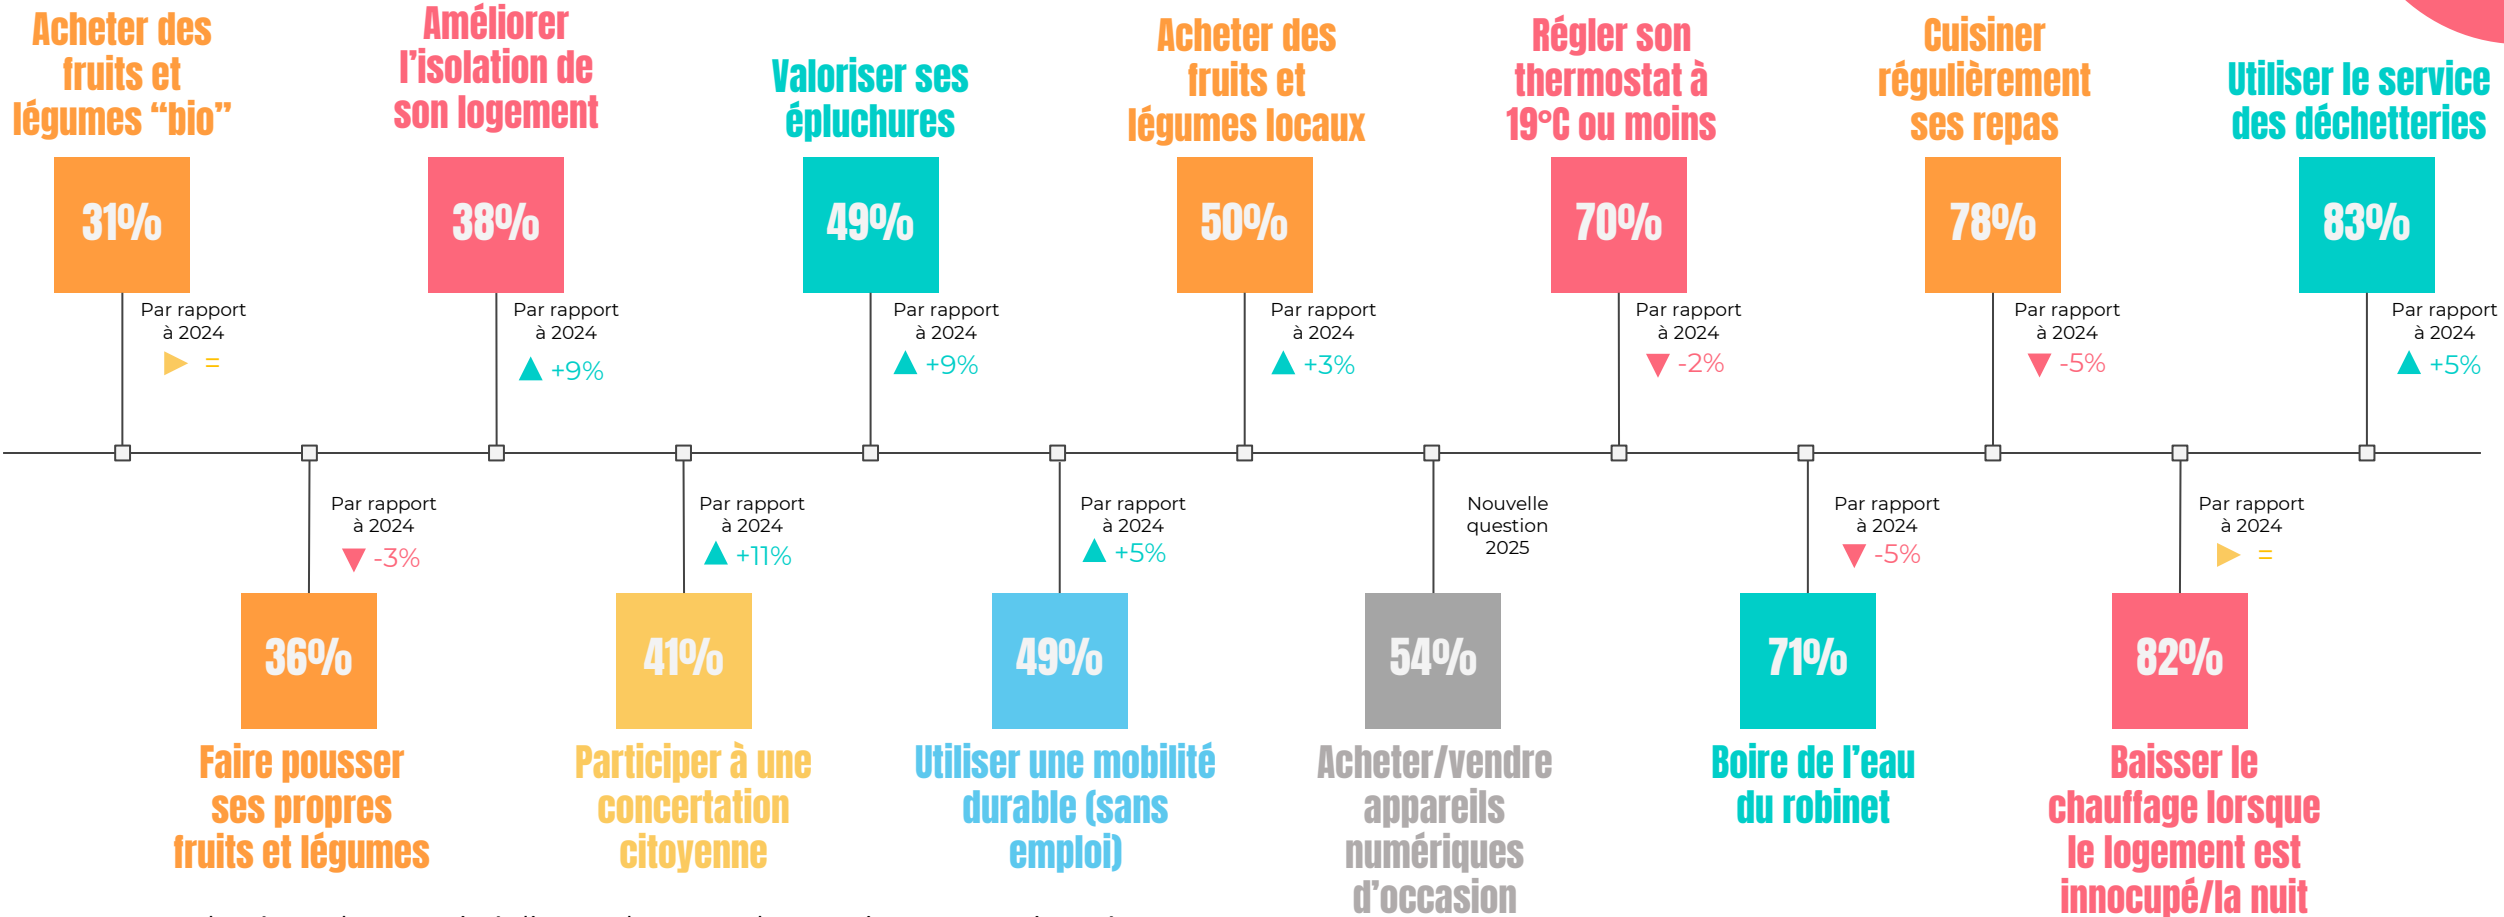 Acheter des
fruits et
légumes “bio”
31%
Par rapport
à 2024
=
Améliorer
l’isolation de
son logement
38%
Par rapport
à 2024
+9%
Valoriser ses
épluchures
49%
Par rapport
à 2024
+9%
Acheter des
fruits et
légumes locaux
50%
Par rapport
à 2024
+3%
Régler son
thermostat à
19°C ou moins
70%
Par rapport
à 2024
-2%
Cuisiner
régulièrement
ses repas
78%
Par rapport
à 2024
-5%
Utiliser le service
des déchetteries
83%
Par rapport
à 2024
+5%
Par rapport
à 2024
-3%
36%
Faire pousser
ses propres
fruits et légumes
Par rapport
à 2024
+11%
41%
Participer à une
concertation
citoyenne
Par rapport
à 2024
+5%
49%
Utiliser une mobilité
durable (sans
emploi)
Nouvelle
question
2025
54%
Acheter/vendre
appareils
numériques
d’occasion
Par rapport
à 2024
-5%
71%
Boire de l’eau
du robinet
Par rapport
à 2024
=
82%
Baisser le
chauffage lorsque
le logement est
innocupé/la nuit